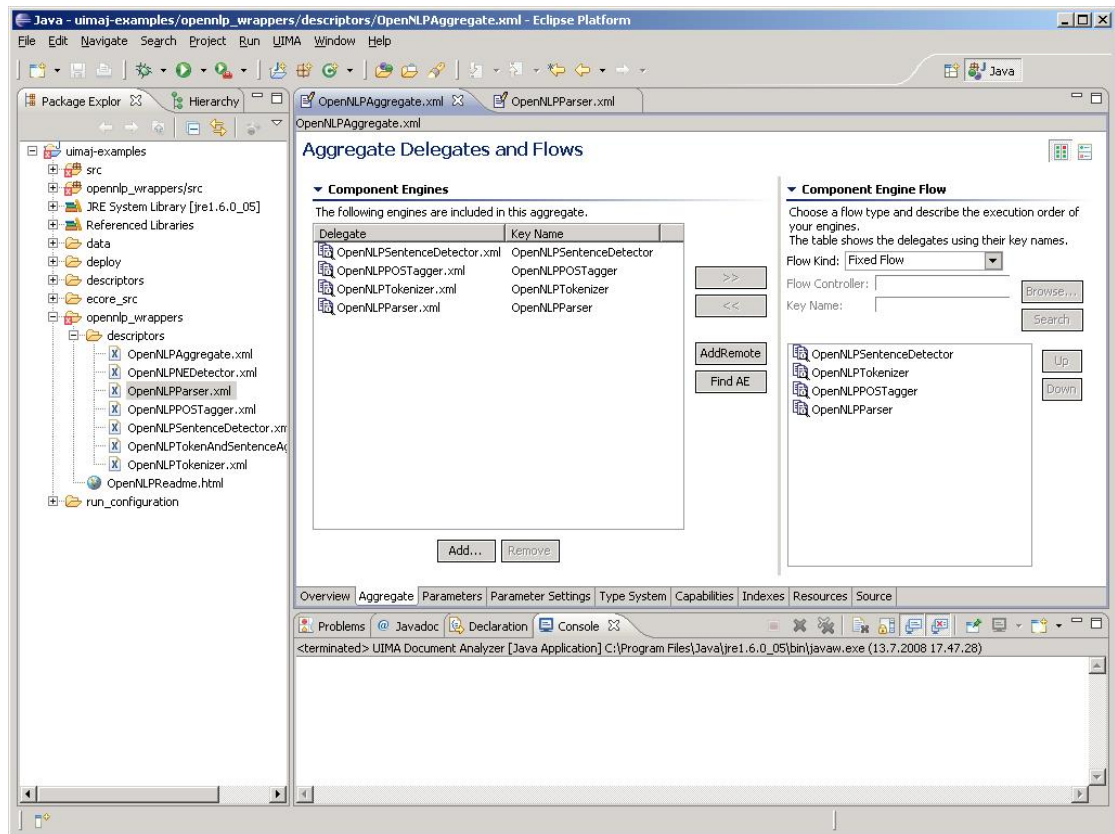 Java - uimaj-examples/opennlp_wrappers/descriptors/OpenNLPAggregate.xml - Eclipse Platform
File Edit Navigate Search Project Run UIMA Window Help
Java
Package Explor
Hierarchy
uimaj-examples
src
opennlp_wrappers/src
JRE System Library [jre1.6.0_05]
Referenced Libraries
data
deploy
descriptors
ecore_src
opennlp_wrappers
descriptors
OpenNLPAggregate.xml
OpenNLPNEDetector.xml
OpenNLPParser.xml
OpenNLPPOSTagger.xml
OpenNLPSentenceDetector.xm
OpenNLPTokenAndSentenceAg
OpenNLPTokenizer.xml
OpenNLPReadme.html
run_configuration
OpenNLPAggregate.xml
OpenNLPParser.xml
OpenNLPAggregate.xml
Aggregate Delegates and Flows
Component Engines
The following engines are included in this aggregate.
Delegate Key Name
OpenNLPSentenceDetector.xml OpenNLPSentenceDetector
OpenNLPPOSTagger.xml OpenNLPPOSTagger
OpenNLPTokenizer.xml OpenNLPTokenizer
OpenNLPParser.xml OpenNLPParser
Add... Remove
>>
<<
AddRemote
Find AE
Component Engine Flow
Choose a flow type and describe the execution order of
your engines.
The table shows the delegates using their key names.
Flow Kind: Fixed Flow
Flow Controller: Browse...
Key Name:
Search
OpenNLPSentenceDetector
OpenNLPTokenizer
OpenNLPPOSTagger
OpenNLPParser
Up
Down
Overview Aggregate Parameters Parameter Settings Type System Capabilities Indexes Resources Source
Problems @ Javadoc Declaration Console
<terminated> UIMA Document Analyzer [Java Application] C:\Program Files\Java\jre1.6.0_05\bin\javaw.exe (13.7.2008 17.47.28)